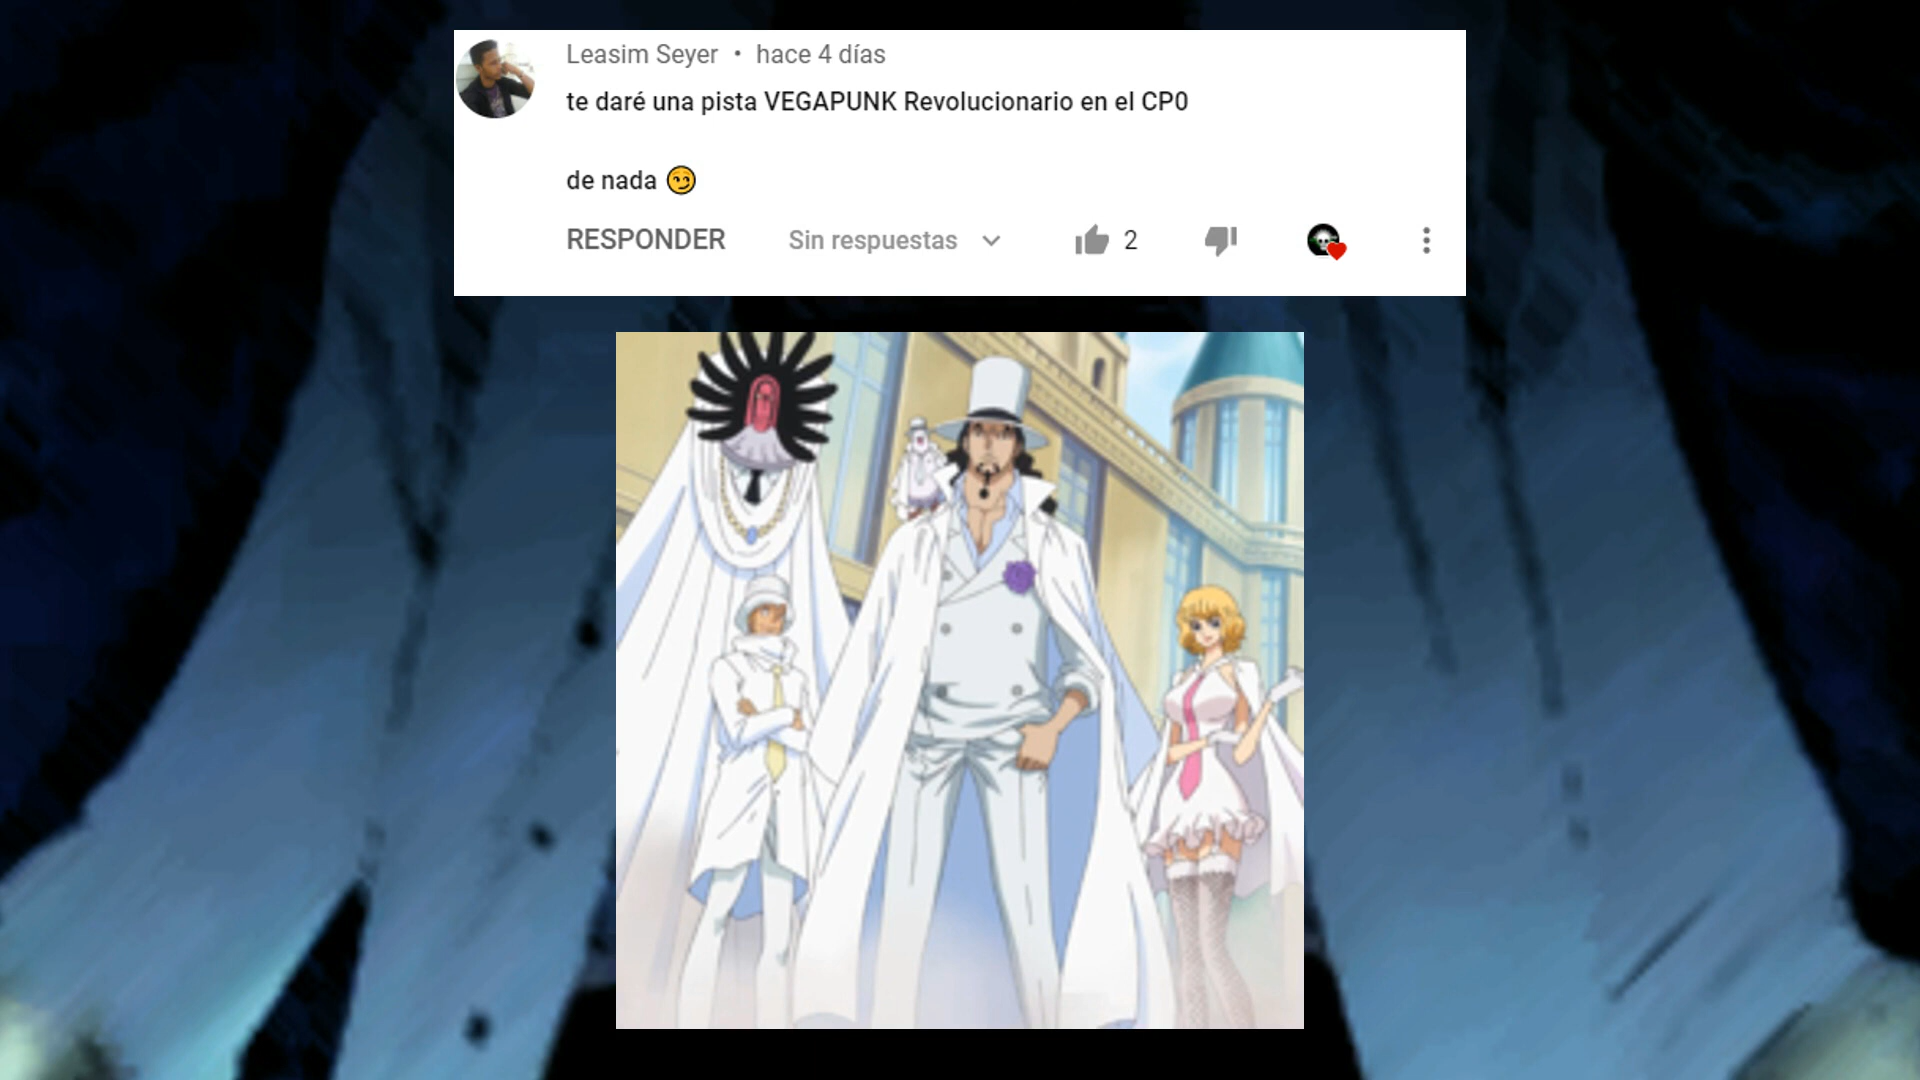 Leasim Seyer • hace 4 días
te daré una pista VEGAPUNK Revolucionario en el CP0
de nada 😏
RESPONDER Sin respuestas 2